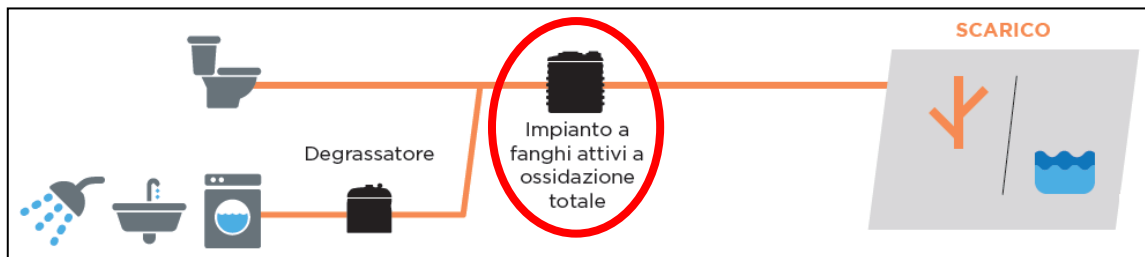 SCARICO
Impianto a
fanghi attivi a
ossidazione
totale
Degrassatore